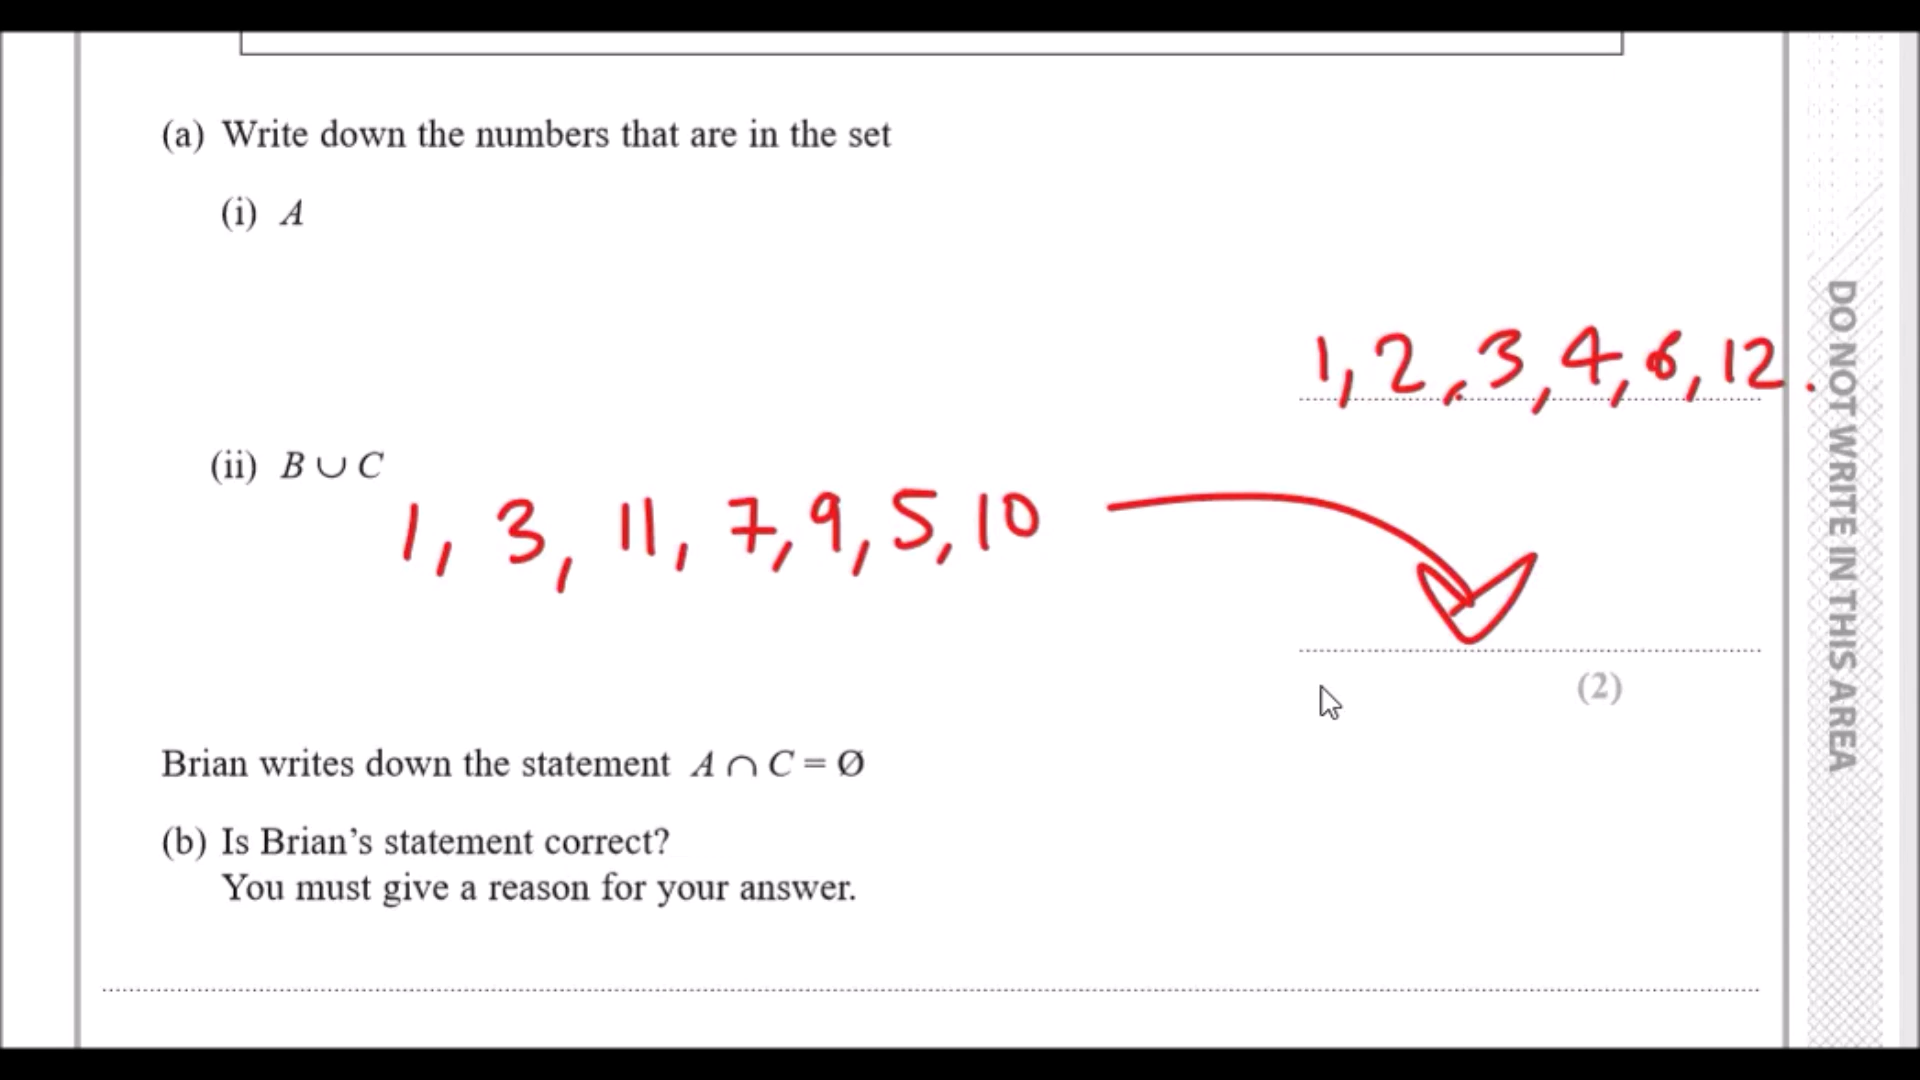 (a) Write down the numbers that are in the set
(i) A
1, 2, 3, 4, 6, 12.
(ii) B ∪ C
1, 3, 11, 7, 9, 5, 10
(2)
Brian writes down the statement A ∩ C = Ø
(b) Is Brian's statement correct?
You must give a reason for your answer.
DO NOT WRITE IN THIS AREA